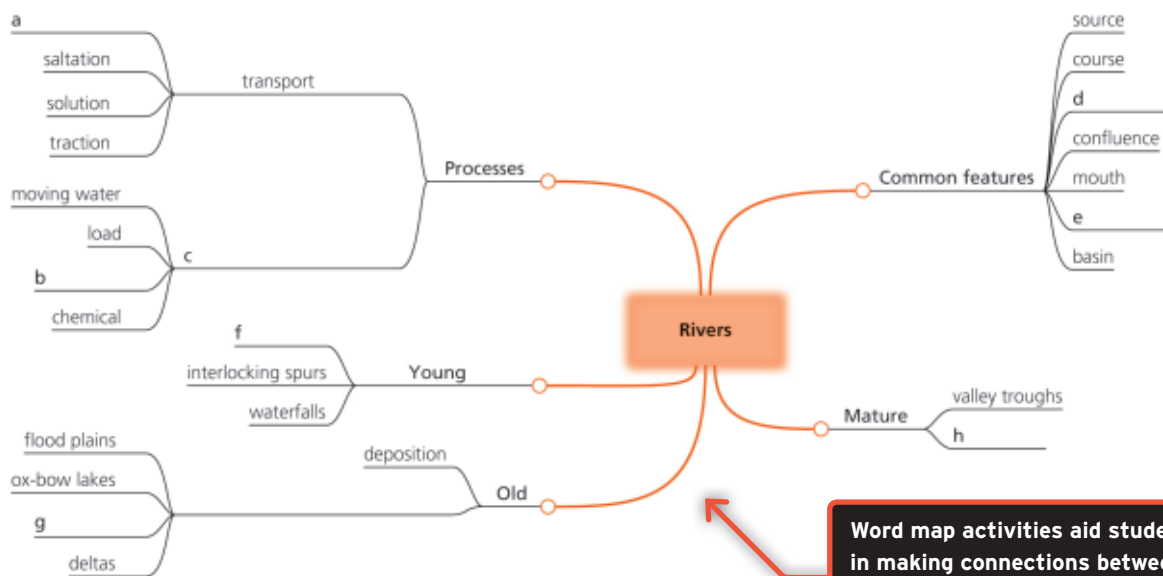 a
saltation
solution
traction
transport
moving water
load
b
chemical
c
Processes
f
interlocking spurs
waterfalls
Young
flood plains
ox-bow lakes
g
deltas
deposition
Old
Rivers
source
course
d
confluence
mouth
e
basin
Common features
valley troughs
h
Mature
Word map activities aid stude
in making connections betwee